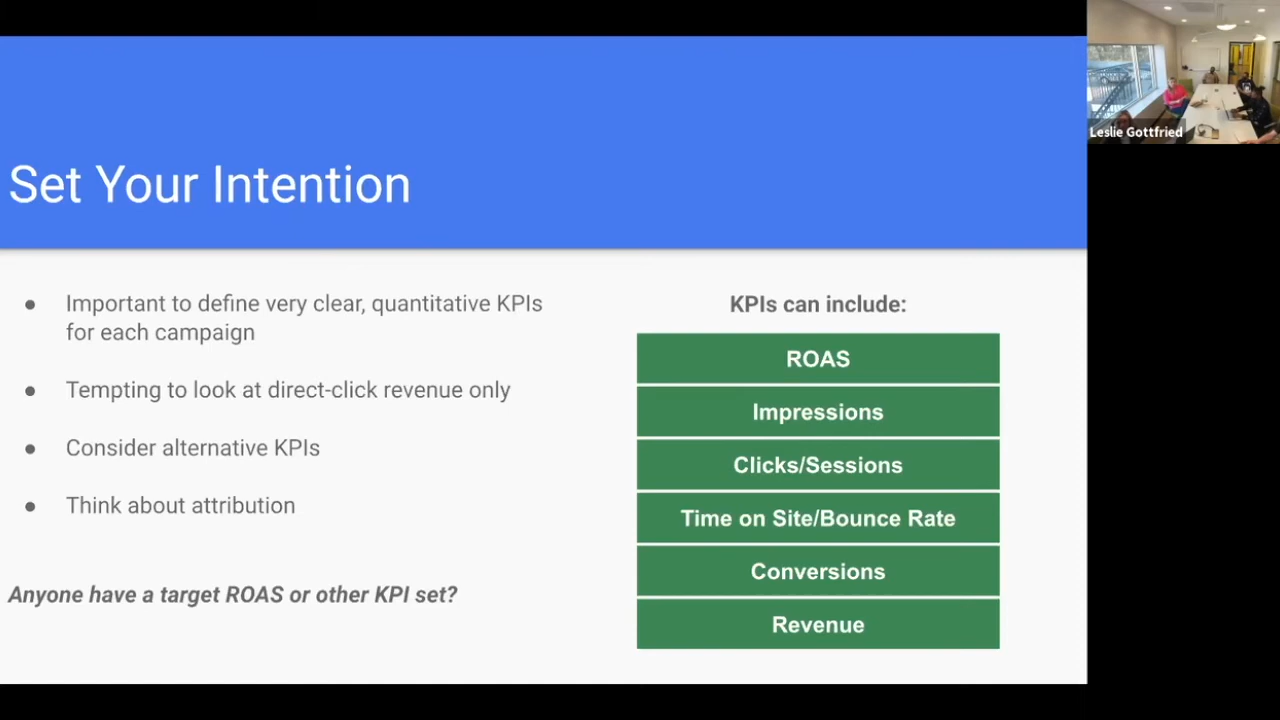 Set Your Intention
● Important to define very clear, quantitative KPIs
for each campaign
● Tempting to look at direct-click revenue only
● Consider alternative KPIs
● Think about attribution
Anyone have a target ROAS or other KPI set?
KPIs can include:
ROAS
Impressions
Clicks/Sessions
Time on Site/Bounce Rate
Conversions
Revenue
Leslie Gottfried